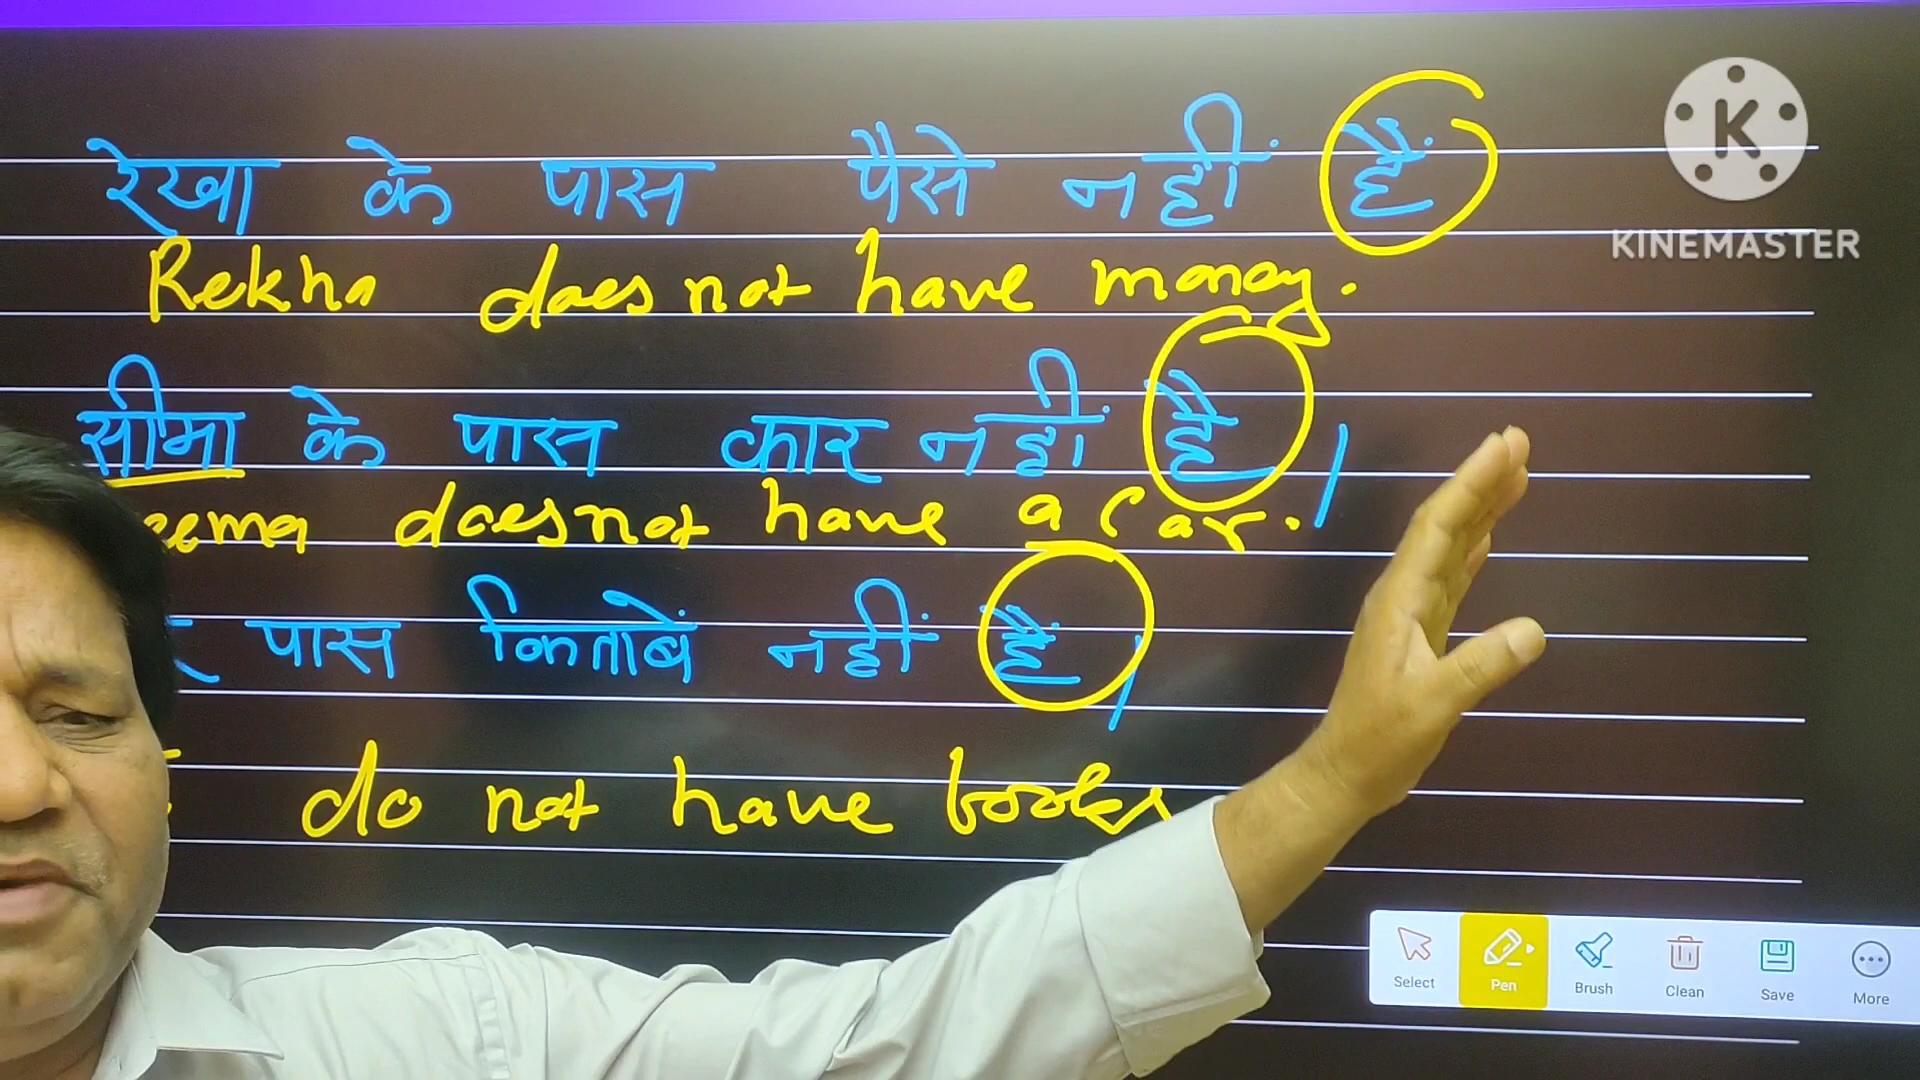 रेखा के पास पैसे नहीं हैं
Rekha does not have money.
सीमा के पास कार नहीं है।
eema does not have a car.
पास किताबें नहीं हैं।
I do not have books
KINEMASTER
Select Pen Brush Clean Save More